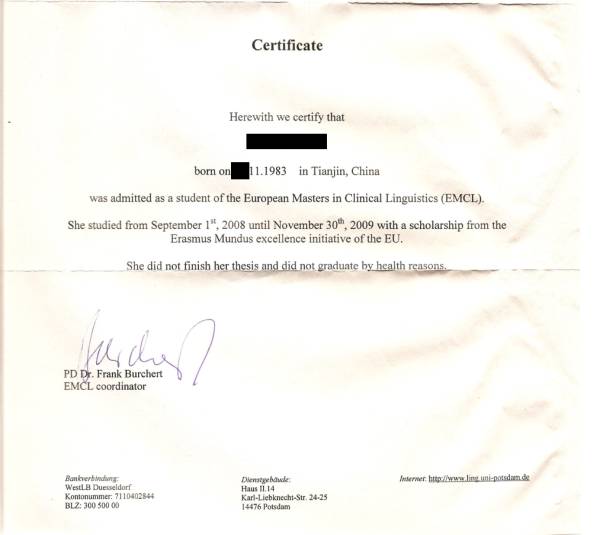 Certificate
Herewith we certify that
born on 11.1983 in Tianjin, China
was admitted as a student of the European Masters in Clinical Linguistics (EMCL).
She studied from September 1st, 2008 until November 30th, 2009 with a scholarship from the
Erasmus Mundus excellence initiative of the EU.
She did not finish her thesis and did not graduate by health reasons.
Burchert
PD Dr. Frank Burchert
EMCL coordinator
Bankverbindung:
WestLB Duesseldorf
Kontonummer: 7110402844
BLZ: 300 500 00
Dienstgebäude:
Haus II.14
Karl-Liebknecht-Str. 24-25
14476 Potsdam
Internet: http://www.ling.uni-potsdam.de